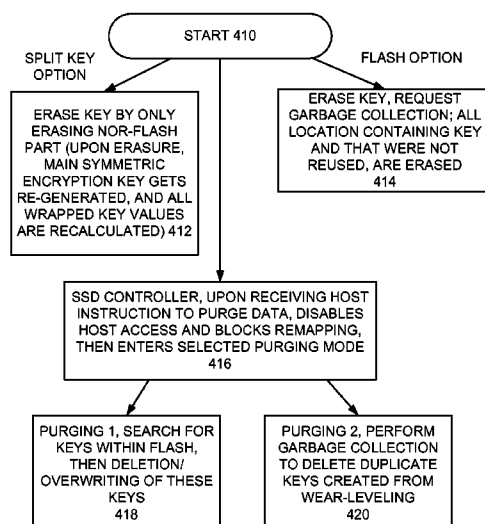 START 410
SPLIT KEY
OPTION
FLASH OPTION
ERASE KEY BY ONLY
ERASING NOR-FLASH
PART (UPON ERASURE,
MAIN SYMMETRIC
ENCRYPTION KEY GETS
RE-GENERATED, AND ALL
WRAPPED KEY VALUES
ARE RECALCULATED) 412
ERASE KEY, REQUEST
GARBAGE COLLECTION; ALL
LOCATION CONTAINING KEY
AND THAT WERE NOT
REUSED, ARE ERASED
414
SSD CONTROLLER, UPON RECEIVING HOST
INSTRUCTION TO PURGE DATA, DISABLES
HOST ACCESS AND BLOCKS REMAPPING,
THEN ENTERS SELECTED PURGING MODE
416
PURGING 1, SEARCH FOR
KEYS WITHIN FLASH,
THEN DELETION/
OVERWRITING OF THESE
KEYS
418
PURGING 2, PERFORM
GARBAGE COLLECTION
TO DELETE DUPLICATE
KEYS CREATED FROM
WEAR-LEVELING
420